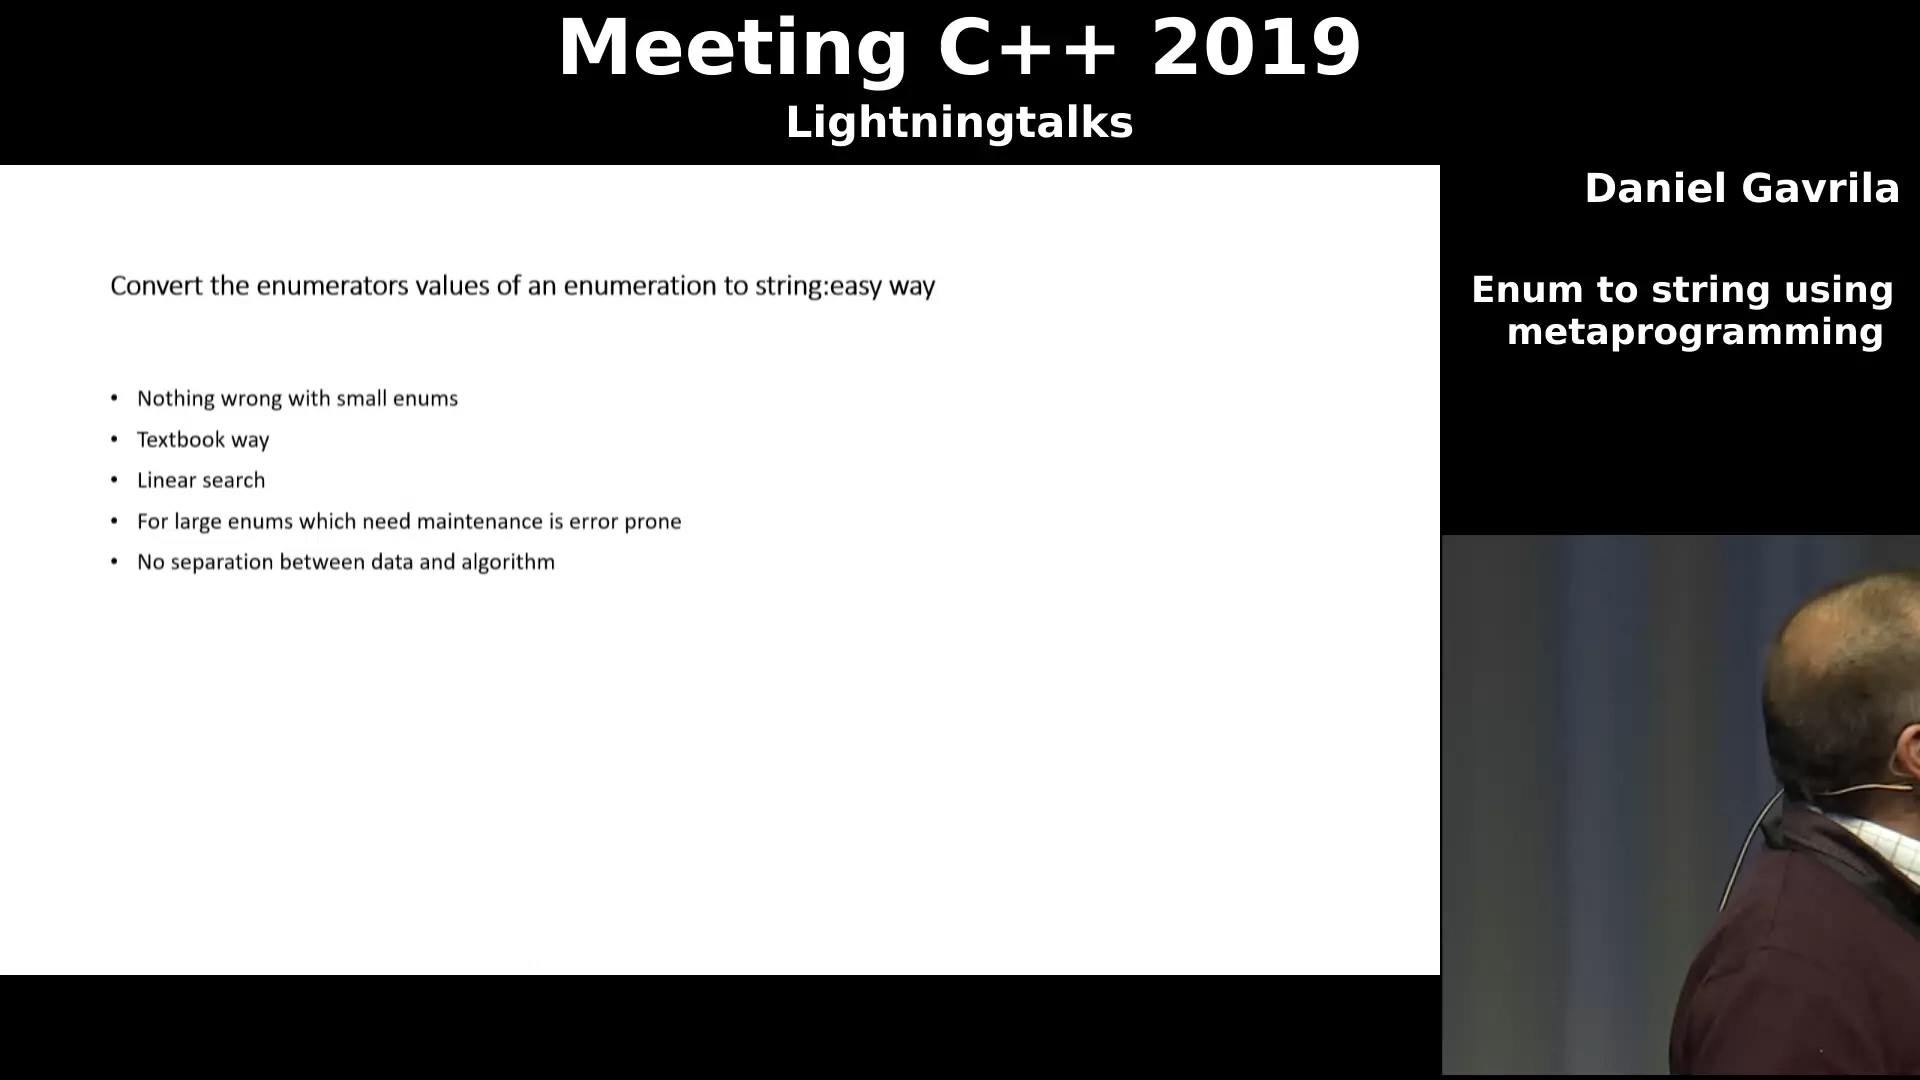 Meeting C++ 2019
Lightningtalks
Daniel Gavrila
Enum to string using
metaprogramming
Convert the enumerators values of an enumeration to string:easy way
• Nothing wrong with small enums
• Textbook way
• Linear search
• For large enums which need maintenance is error prone
• No separation between data and algorithm